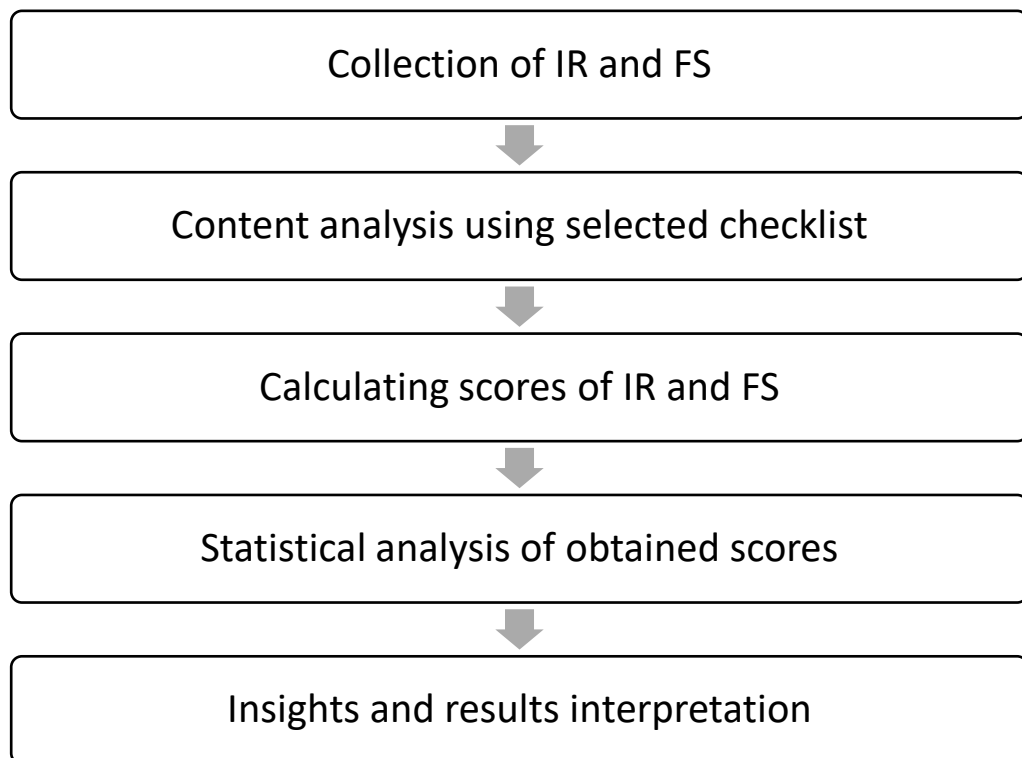 Collection of IR and FS
Content analysis using selected checklist
Calculating scores of IR and FS
Statistical analysis of obtained scores
Insights and results interpretation